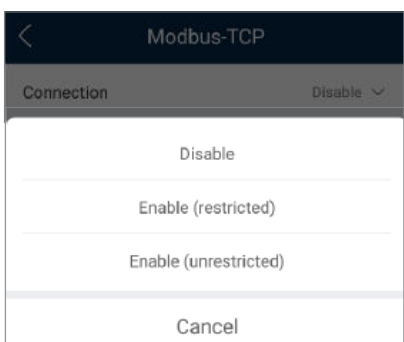 Modbus-TCP
Connection Disable
Disable
Enable (restricted)
Enable (unrestricted)
Cancel